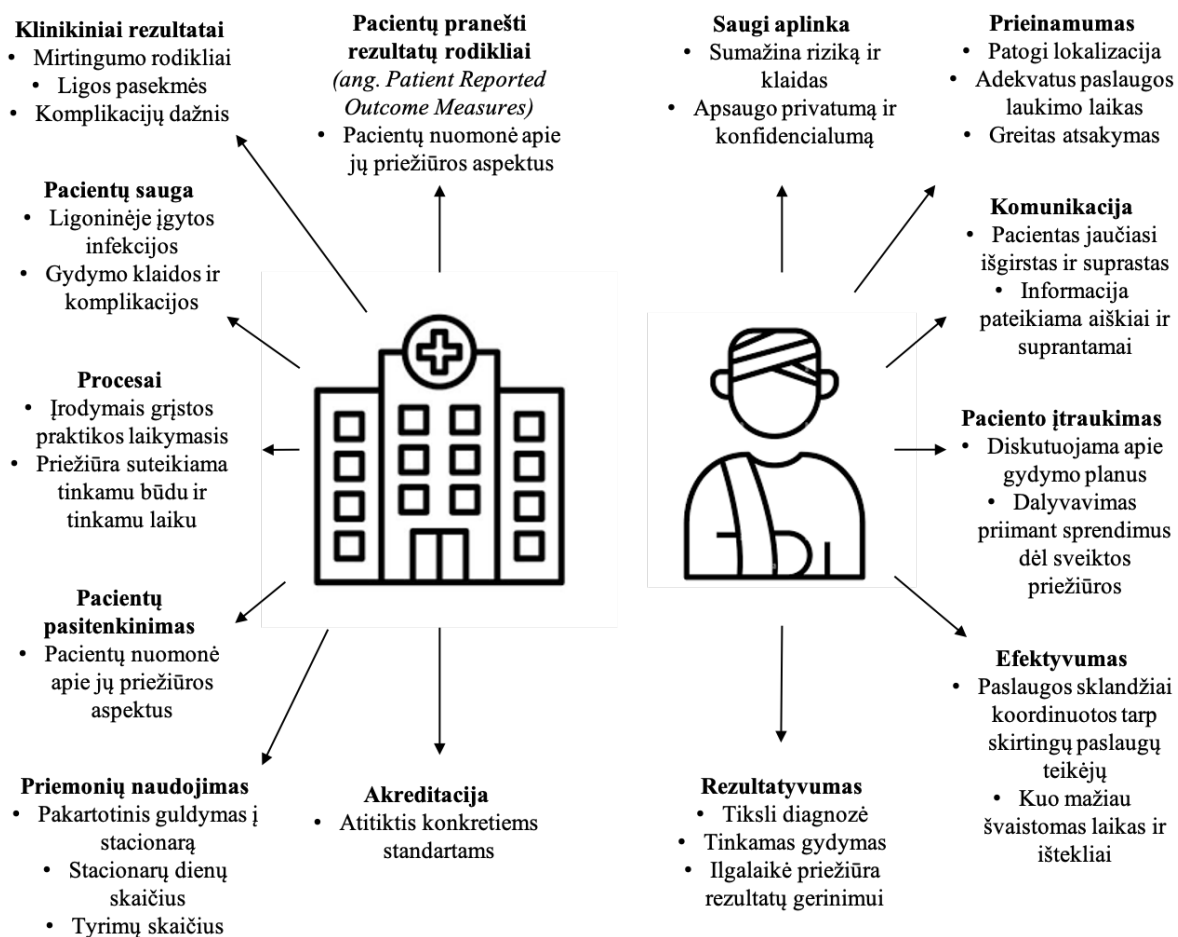 Klinikiniai rezultatai
• Mirtingumo rodikliai
• Ligos pasekmės
• Komplikacijų dažnis
Pacientų pranešti
rezultatų rodikliai
(ang. Patient Reported
Outcome Measures)
• Pacientų nuomonė apie
jų priežiūros aspektus
Saugi aplinka
• Sumažina riziką ir
klaidas
• Apsaugo privatumą ir
konfidencialumą
Prieinamumas
• Patogi lokalizacija
• Adekvatus paslaugos
laukimo laikas
• Greitas atsakymas
Pacientų sauga
• Ligoninėje įgytos
infekcijos
• Gydymo klaidos ir
komplikacijos
Komunikacija
• Pacientas jaučiasi
išgirstas ir suprastas
• Informacija
pateikiama aiškiai ir
suprantamai
Procesai
• Įrodymais grįstos
praktikos laikymasis
• Priežiūra suteikiama
tinkamu būdu ir
tinkamu laiku
Paciento įtraukimas
• Diskutuojama apie
gydymo planus
• Dalyvavimas
priimant sprendimus
dėl sveiktos
priežiūros
Pacientų
pasitenkinimas
• Pacientų nuomonė
apie jų priežiūros
aspektus
Efektyvumas
• Paslaugos sklandžiai
koordinuotos tarp
skirtingų paslaugų
teikėjų
• Kuo mažiau
švaistomas laikas ir
ištekliai
Priemonių naudojimas
• Pakartotinis guldymas į
stacionarą
• Stacionarų dienų
skaičius
• Tyrimų skaičius
Akreditacija
• Atitiktis konkretiems
standartams
Rezultatyvumas
• Tiksli diagnozė
• Tinkamas gydymas
• Ilgalaikė priežiūra
rezultatų gerinimui